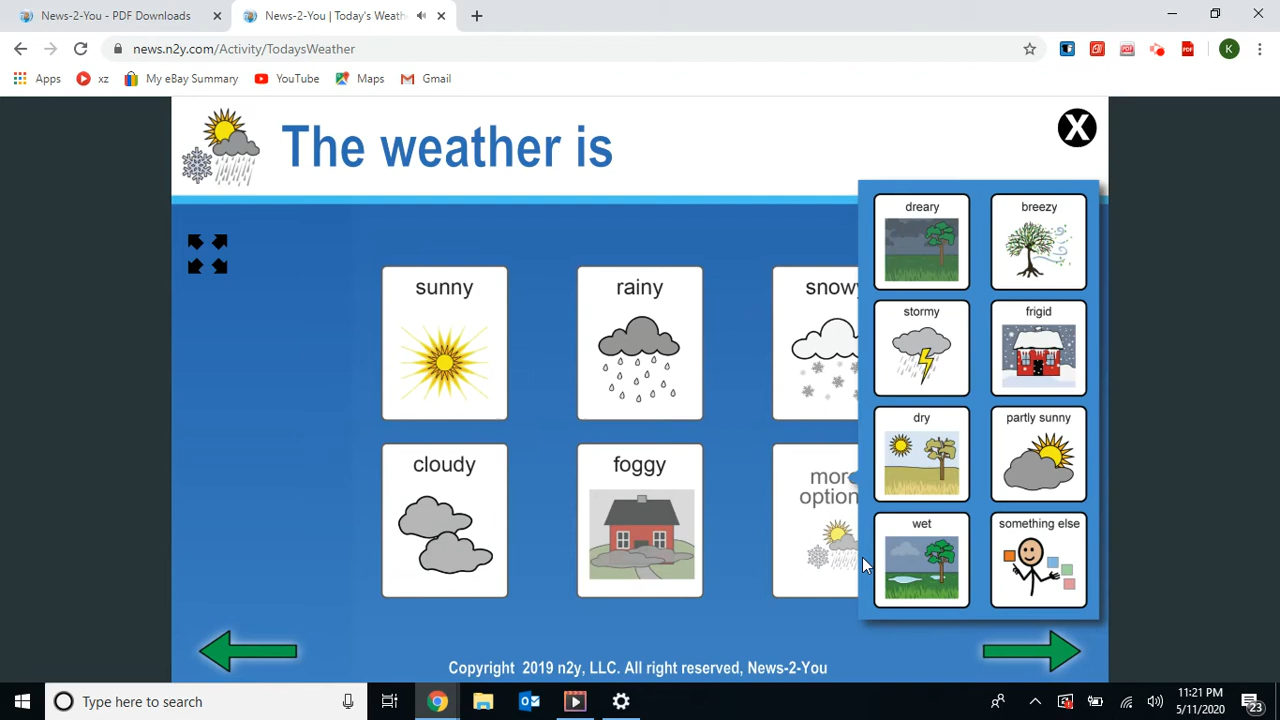 News-2-You - PDF Downloads
News-2-You | Today's Weath
news.n2y.com/Activity/TodaysWeather
K
Apps
xz
My eBay Summary
YouTube
Maps
Gmail
The weather is
X
sunny
rainy
snowy
cloudy
foggy
more
option
dreary
breezy
stormy
frigid
dry
partly sunny
wet
something else
Copyright 2019 n2y, LLC. All right reserved, News-2-You
Type here to search
11:21 PM
5/11/2020
23